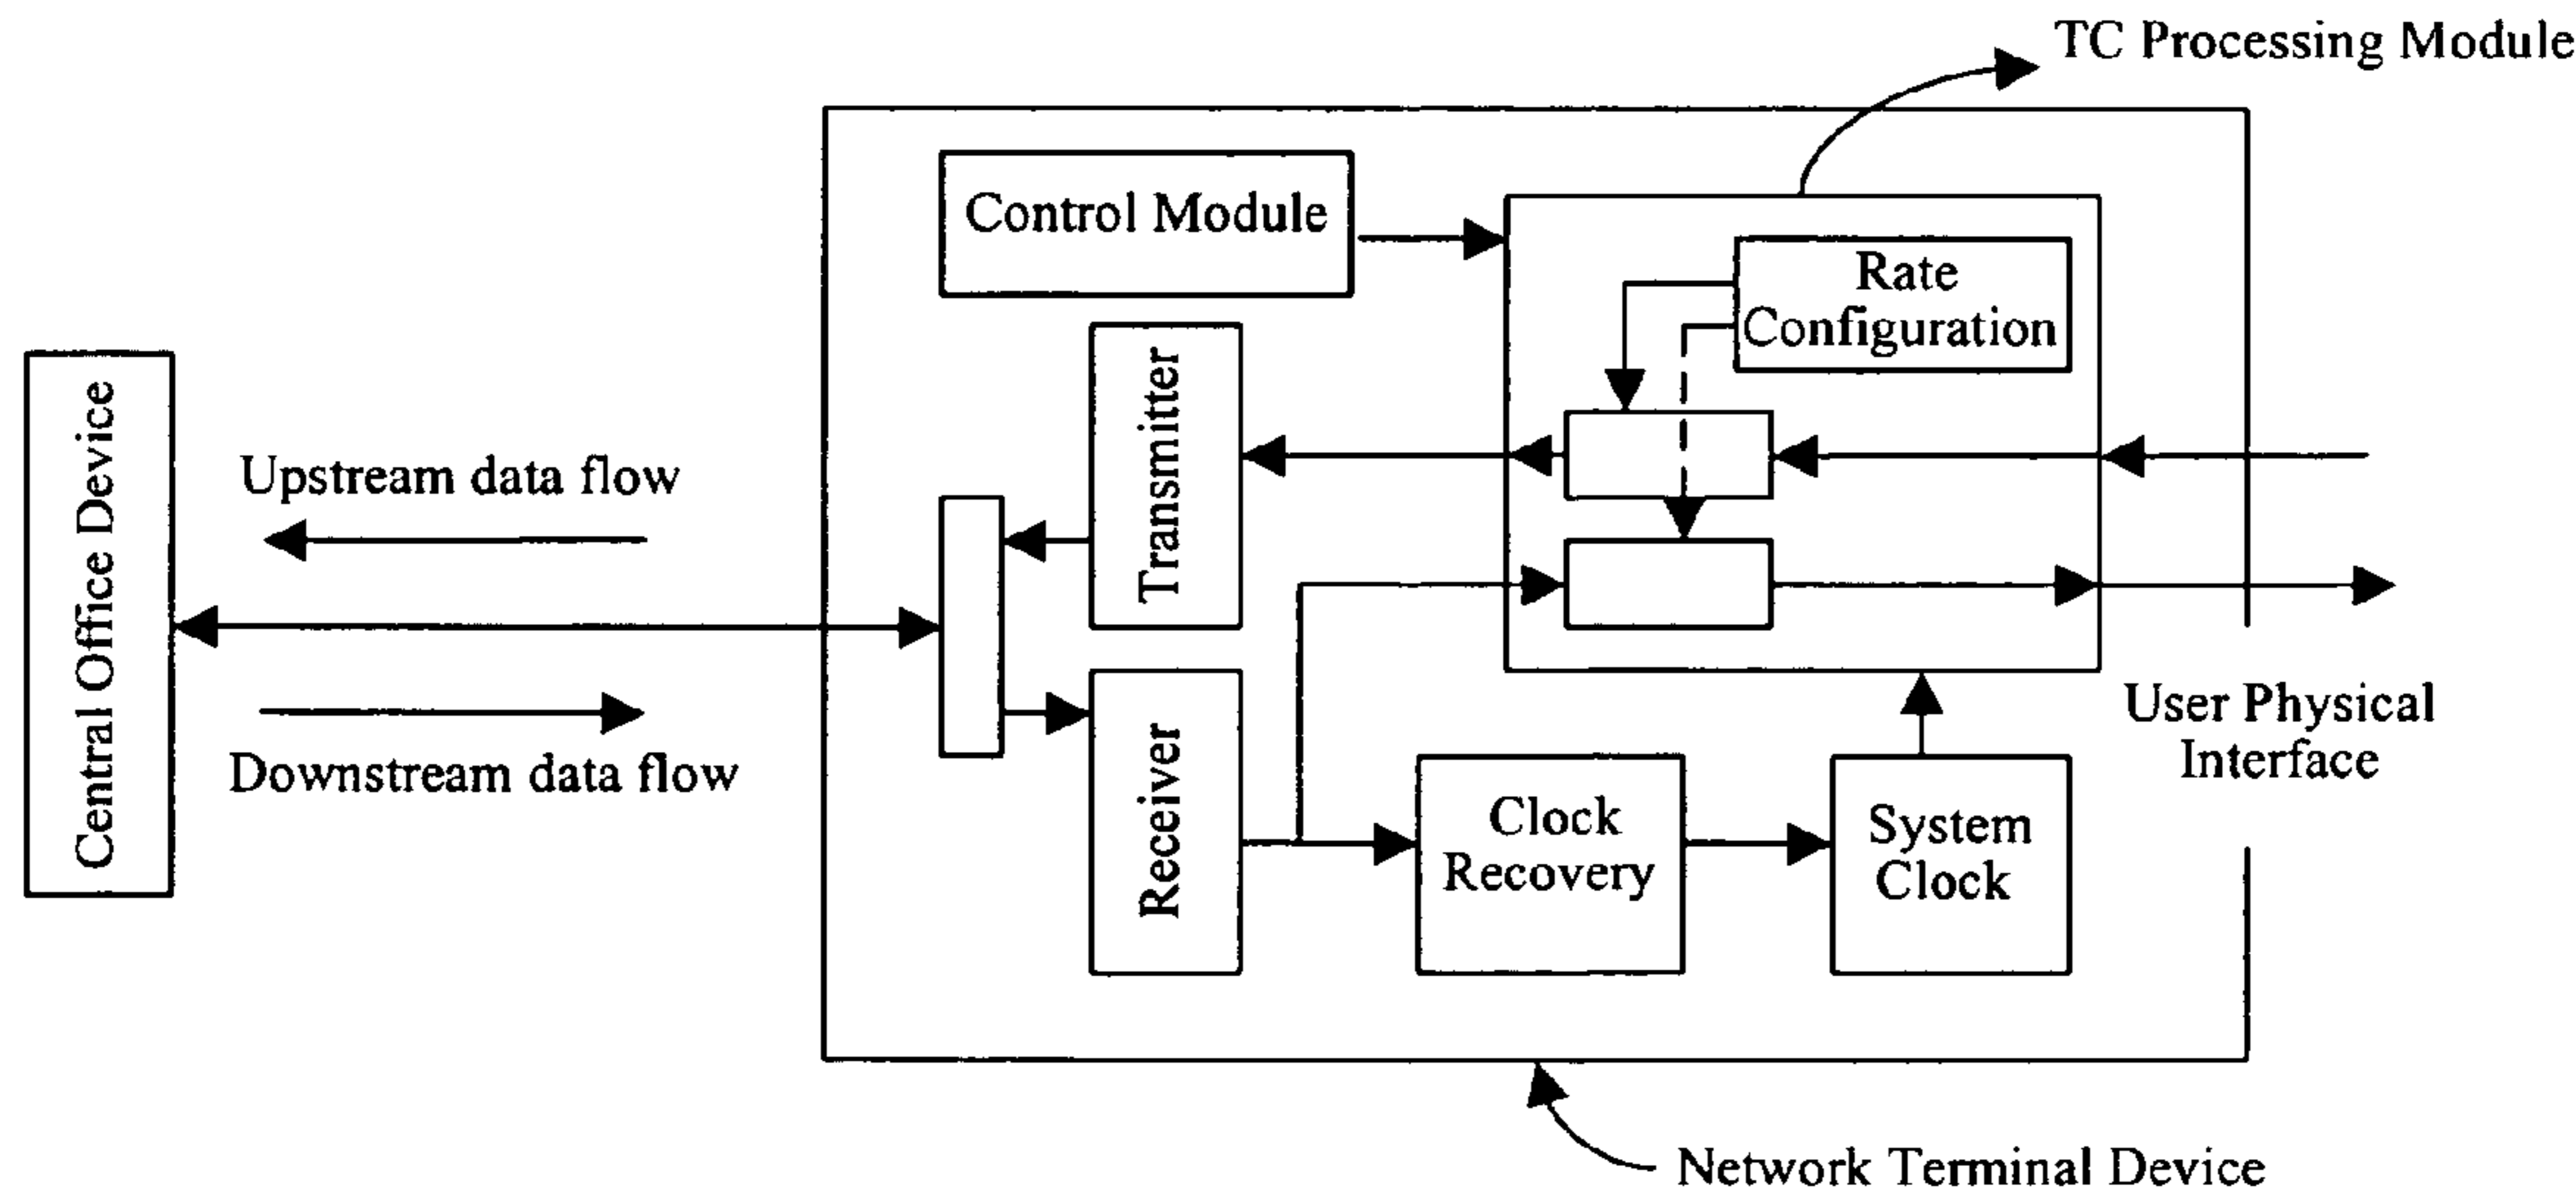 TC Processing Module
Control Module
Rate
Configuration
Transmitter
Central Office Device
Upstream data flow
Downstream data flow
Receiver
Clock
Recovery
System
Clock
User Physical
Interface
Network Terminal Device